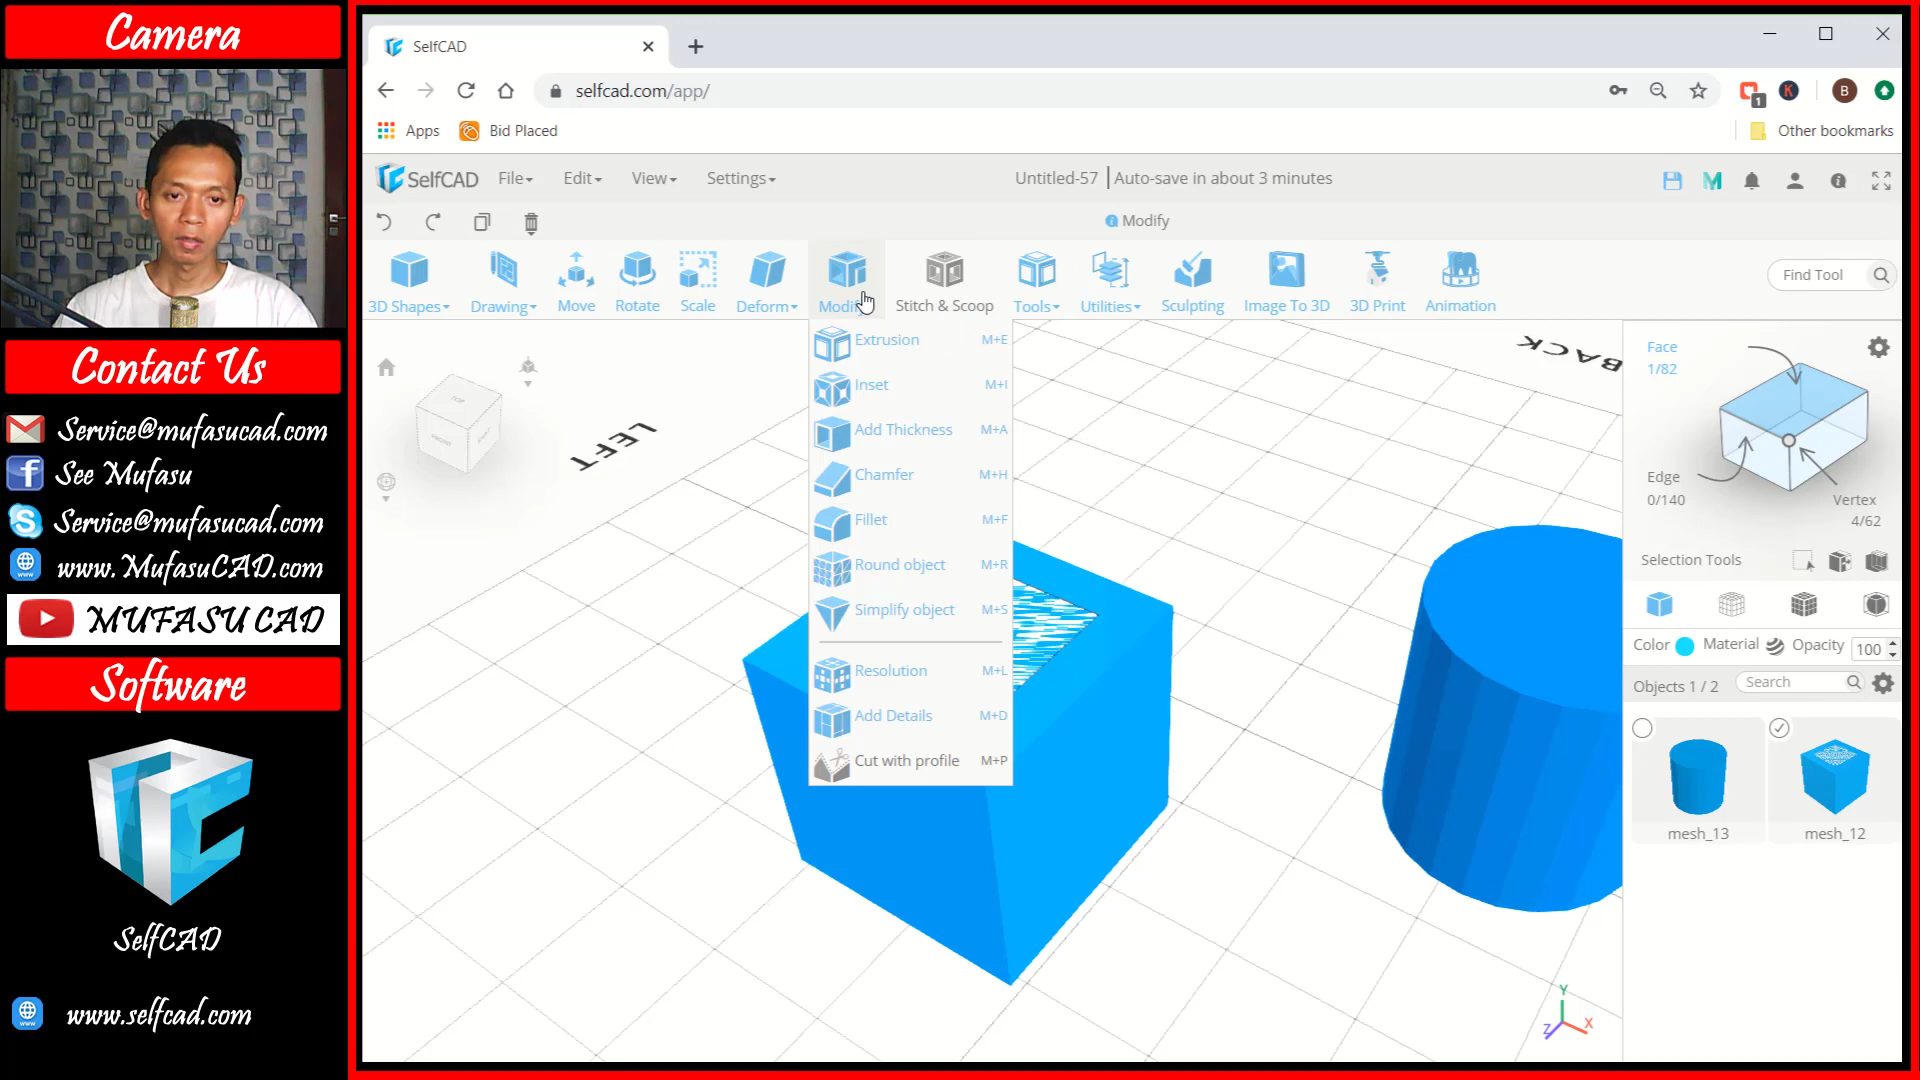 Camera
Contact Us
Service@mufasucad.com
See Mufasu
Service@mufasucad.com
www.MufasuCAD.com
MUFASU CAD
Software
SelfCAD
www.selfcad.com
SelfCAD
selfcad.com/app/
1
K
B
Apps
Bid Placed
Other bookmarks
SelfCAD
File
Edit
View
Settings
Untitled-57
Auto-save in about 3 minutes
Modify
3D Shapes
Drawing
Move
Rotate
Scale
Deform
Stitch & Scoop
Tools
Utilities
Sculpting
Image To 3D
3D Print
Animation
Find Tool
Extrusion M+E
Inset M+I
Add Thickness M+A
Chamfer M+H
Fillet M+F
Round object M+R
Simplify object M+S
Resolution M+L
Add Details M+D
Cut with profile M+P
TOP
LEFT
BACK
Face
1/82
Edge
0/140
Vertex
4/62
Selection Tools
Color
Material
Opacity
100
Objects 1 / 2
Search
mesh_13
mesh_12
Y
Z
X